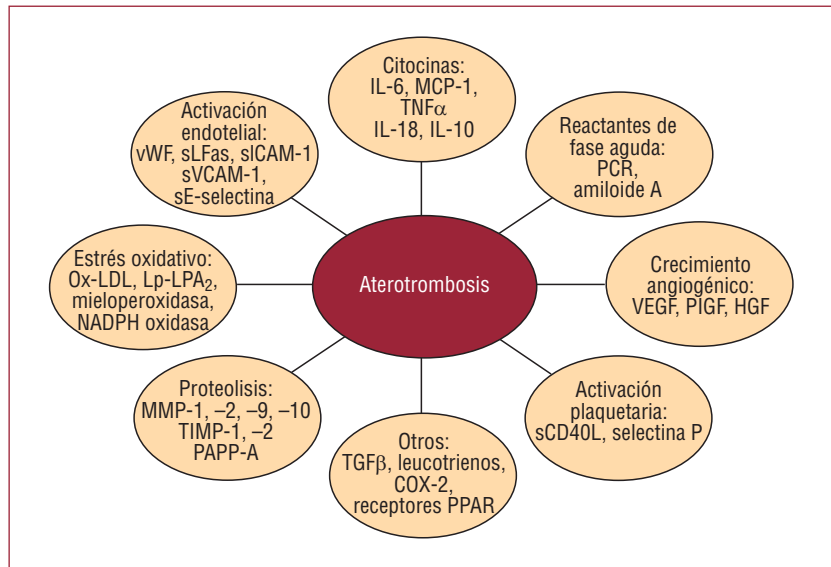 Citocinas:
IL-6, MCP-1,
TNFα
IL-18, IL-10
Reactantes de
fase aguda:
PCR,
amiloide A
Crecimiento
angiogénico:
VEGF, PlGF, HGF
Activación
plaquetaria:
sCD40L, selectina P
Otros:
TGFβ, leucotrienos,
COX-2,
receptores PPAR
Proteolisis:
MMP-1, –2, –9, –10
TIMP-1, –2
PAPP-A
Estrés oxidativo:
Ox-LDL, Lp-LPA₂,
mieloperoxidasa,
NADPH oxidasa
Activación
endotelial:
vWF, sLFas, sICAM-1
sVCAM-1,
sE-selectina
Aterotrombosis